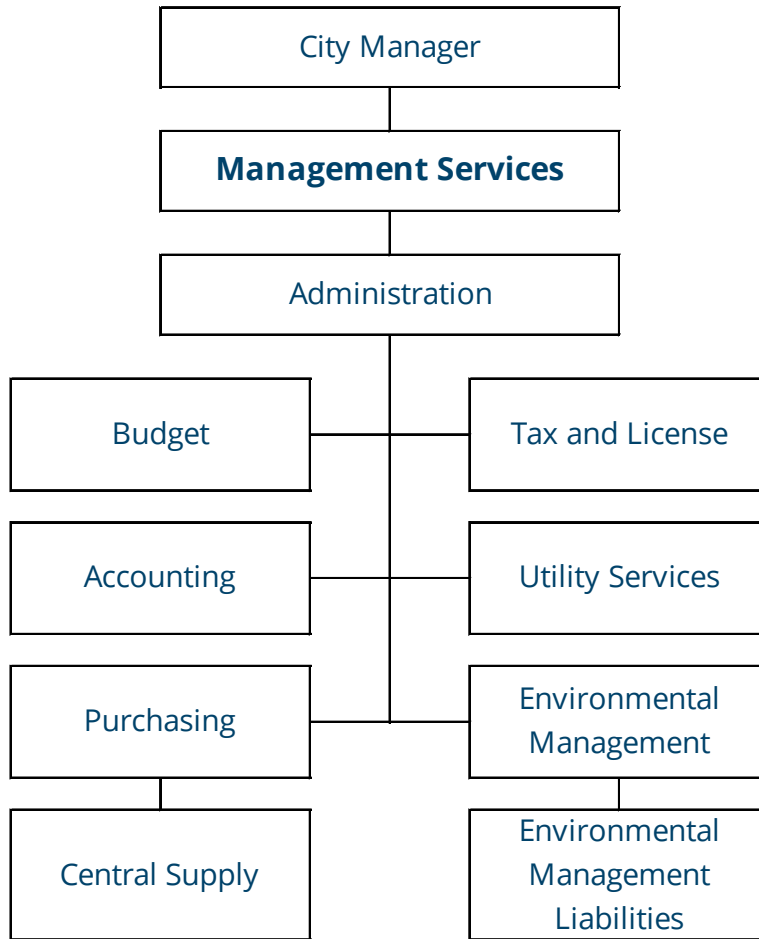 City Manager
Management Services
Administration
Budget
Tax and License
Accounting
Utility Services
Purchasing
Environmental
Management
Central Supply
Environmental
Management
Liabilities